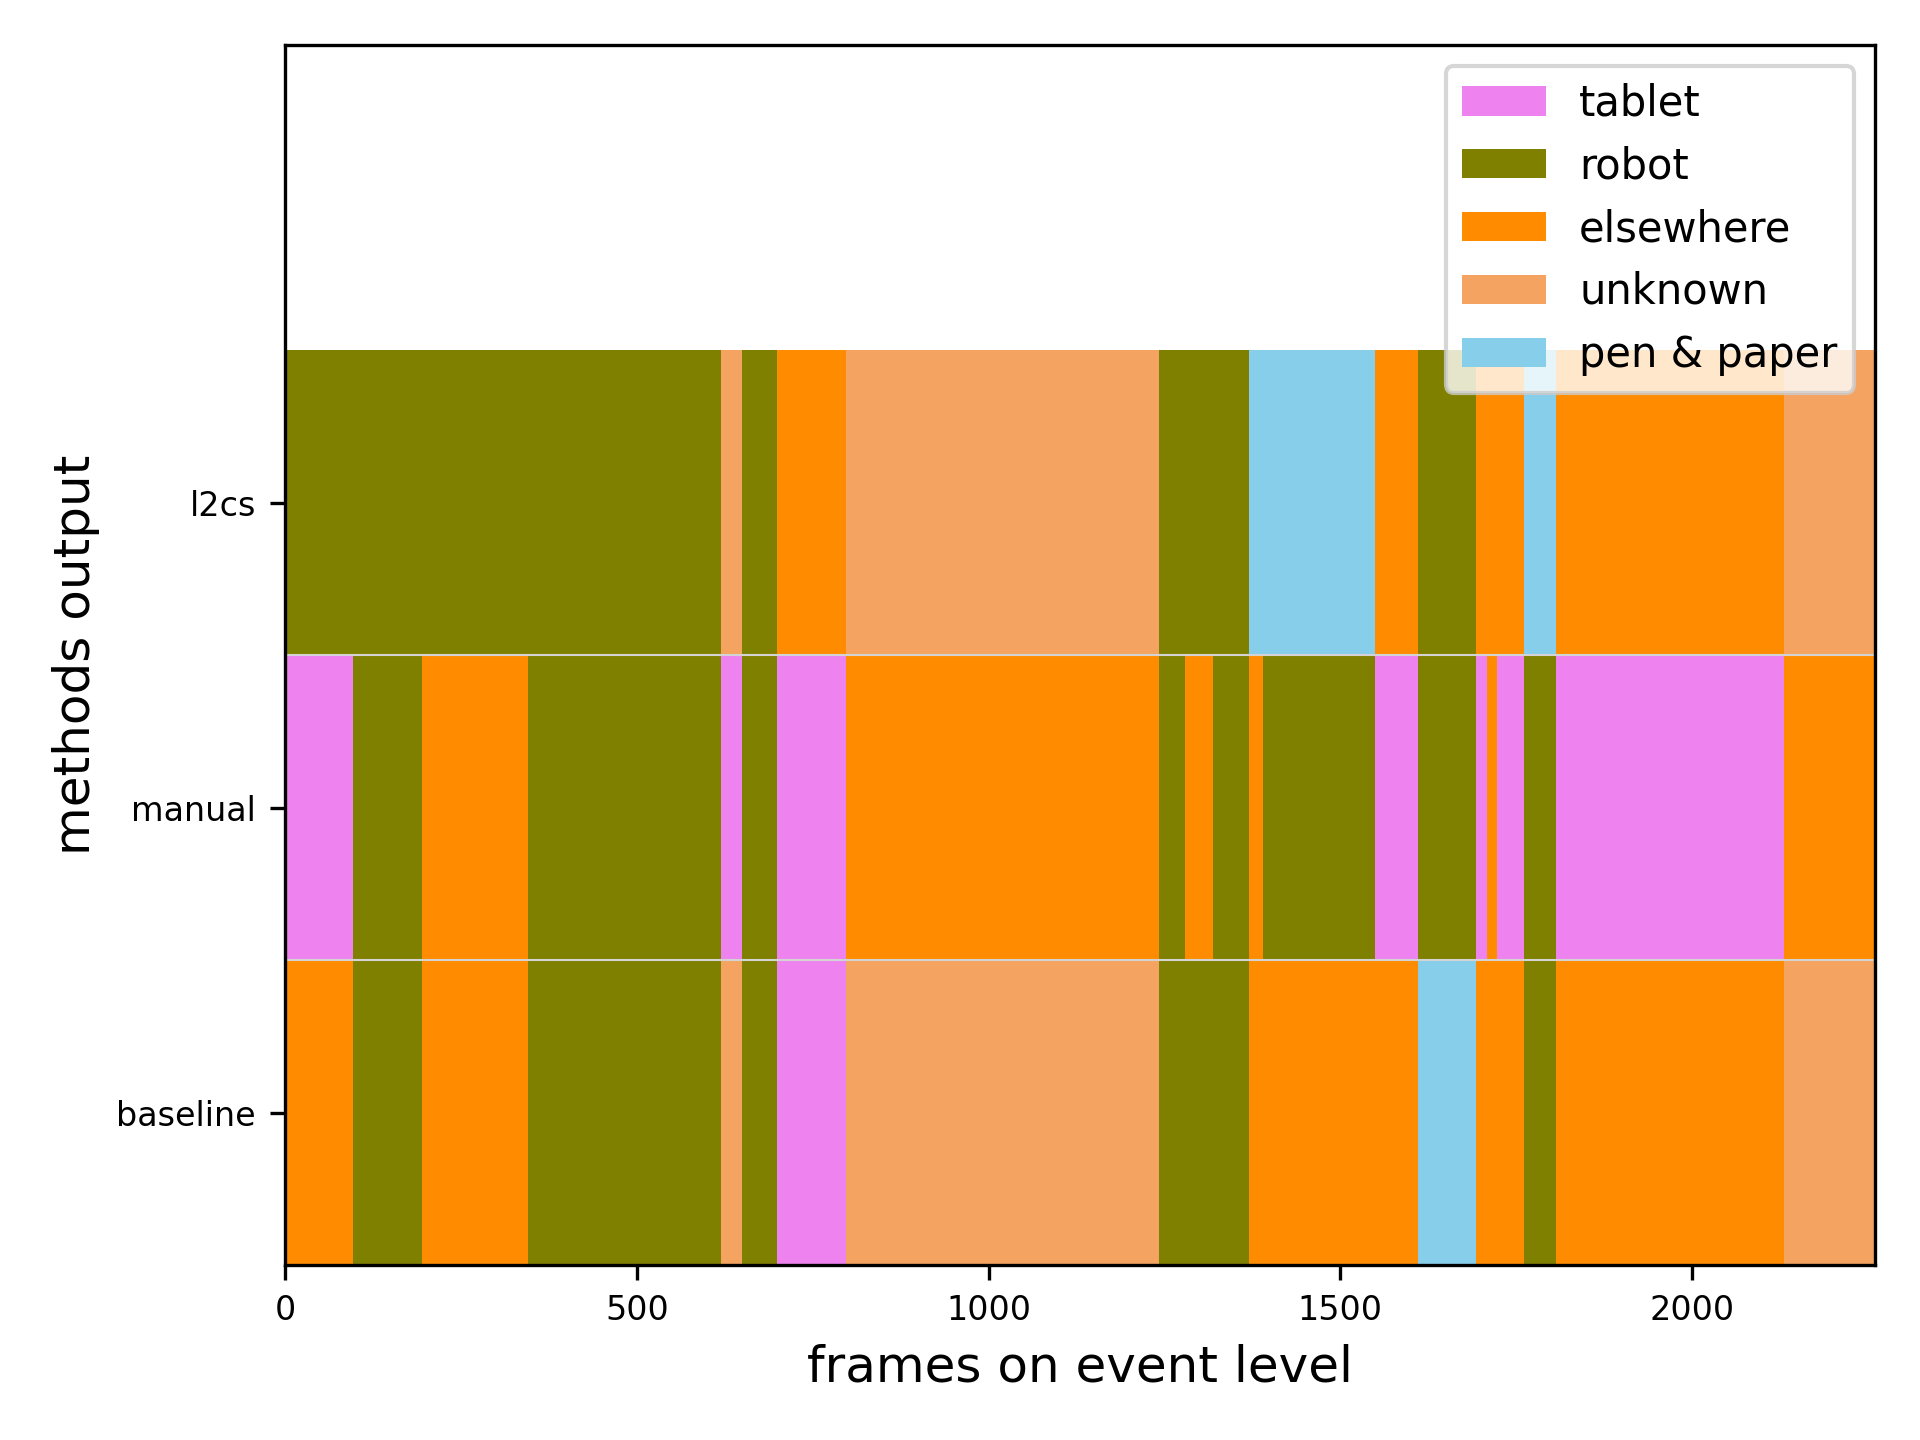 tablet
robot
elsewhere
unknown
pen & paper
methods output
l2cs
manual
baseline
0 500 1000 1500 2000
frames on event level